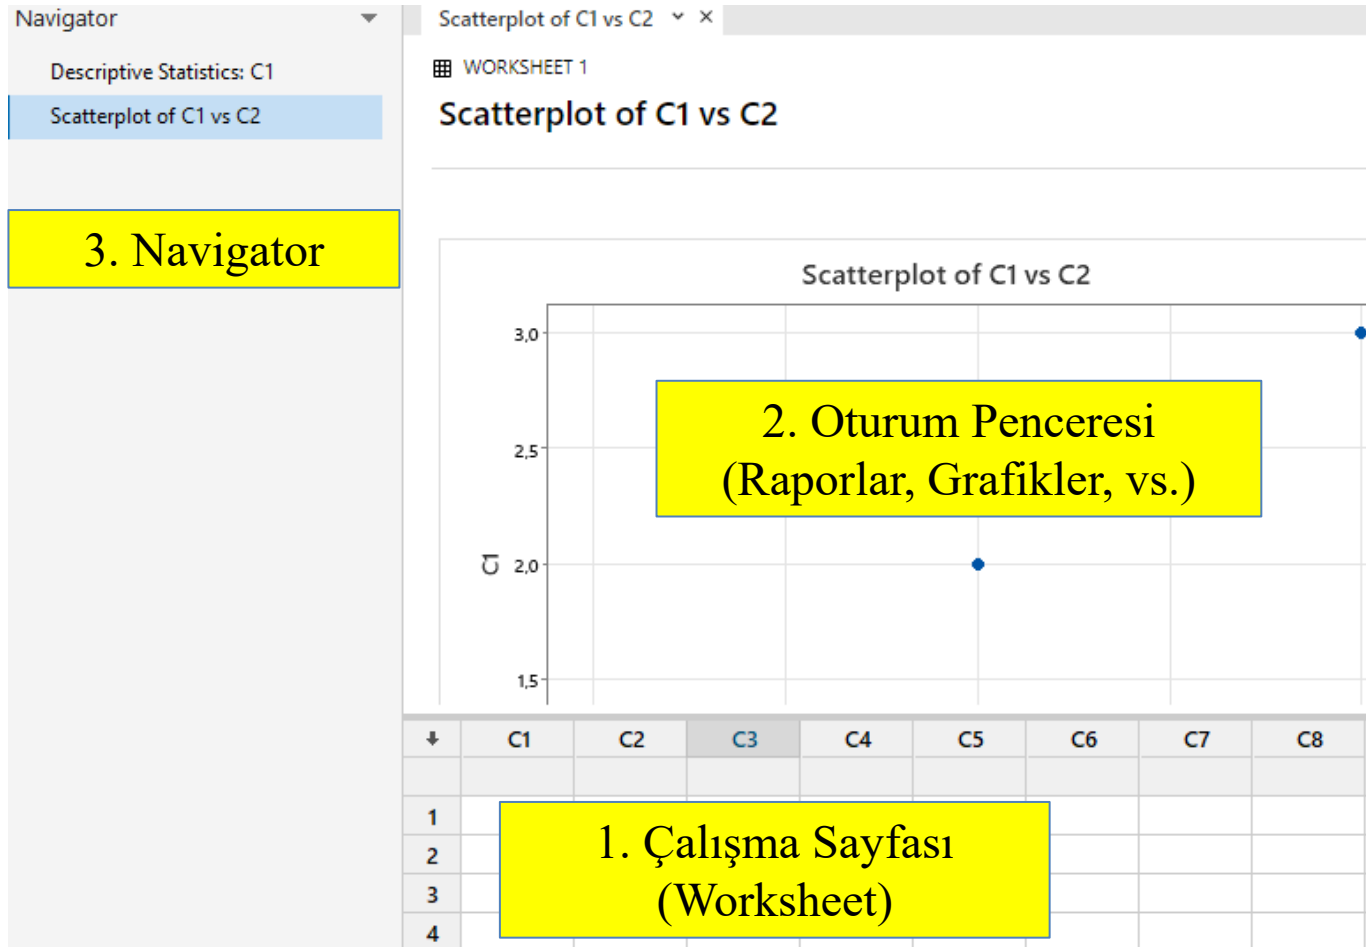 Navigator
Descriptive Statistics: C1
Scatterplot of C1 vs C2
3. Navigator
Scatterplot of C1 vs C2
WORKSHEET 1
Scatterplot of C1 vs C2
Scatterplot of C1 vs C2
3,0
2,5
2,0
1,5
C1
2. Oturum Penceresi
(Raporlar, Grafikler, vs.)
C1 C2 C3 C4 C5 C6 C7 C8
1
2
3
4
1. Çalışma Sayfası
(Worksheet)